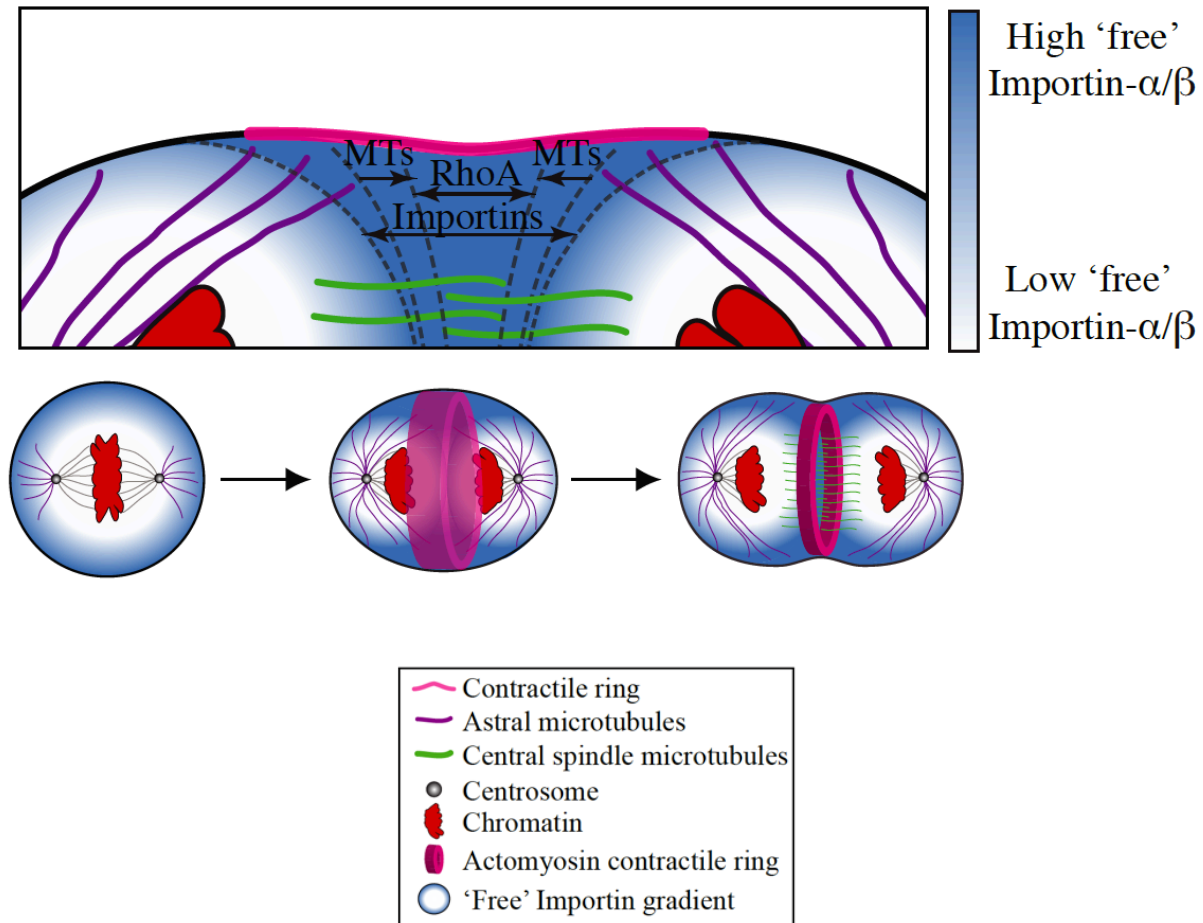 High ‘free’
Importin-α/β
MTs
MTs
RhoA
Importins
Low ‘free’
Importin-α/β
Contractile ring
Astral microtubules
Central spindle microtubules
Centrosome
Chromatin
Actomyosin contractile ring
‘Free’ Importin gradient